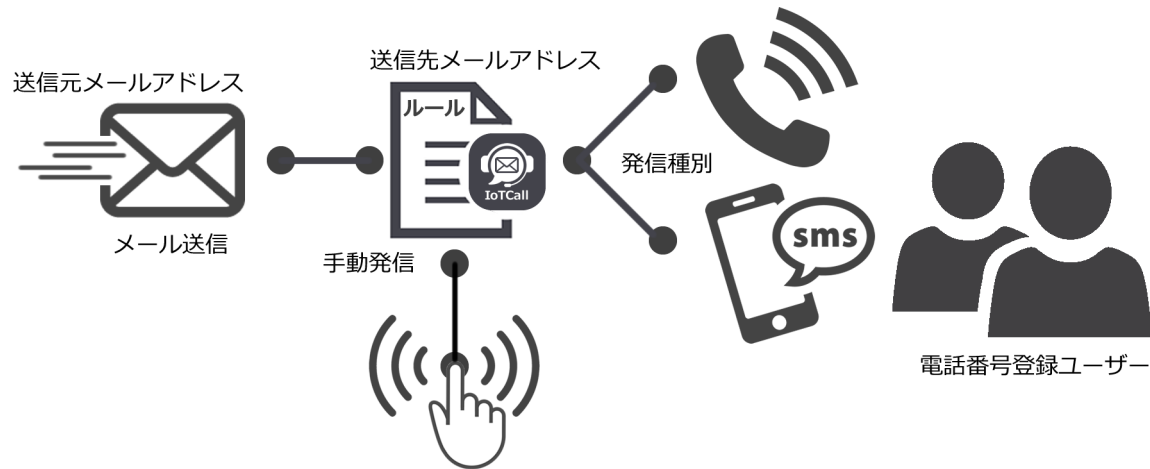 送信元メールアドレス
メール送信
送信先メールアドレス
ルール
IoTCall
手動発信
発信種別
sms
電話番号登録ユーザー